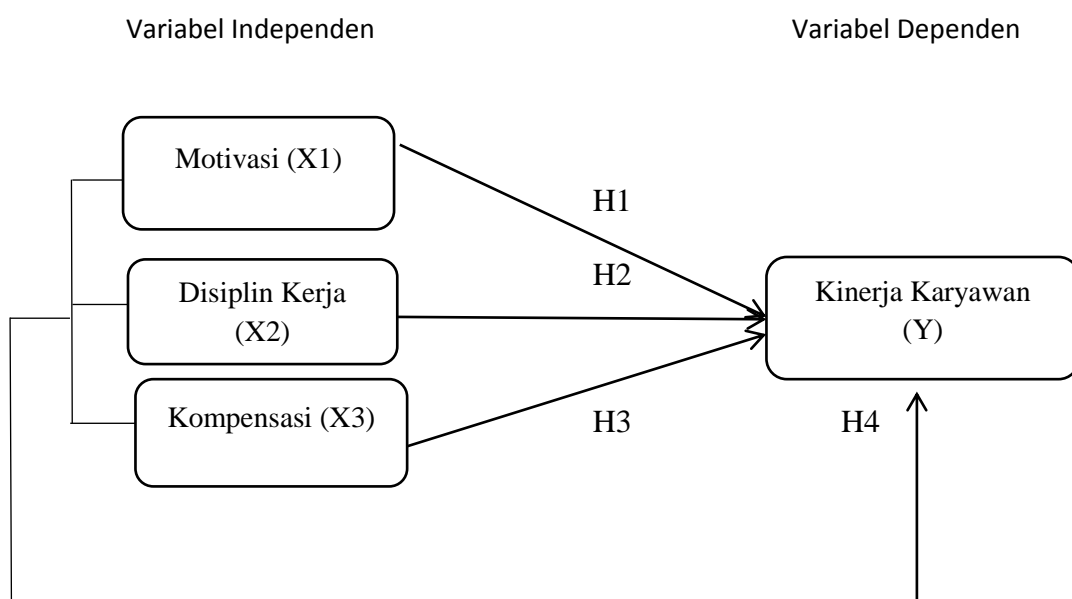 Variabel Independen
Variabel Dependen
Motivasi (X1)
H1
H2
Disiplin Kerja
(X2)
Kinerja Karyawan
(Y)
Kompensasi (X3)
H3
H4